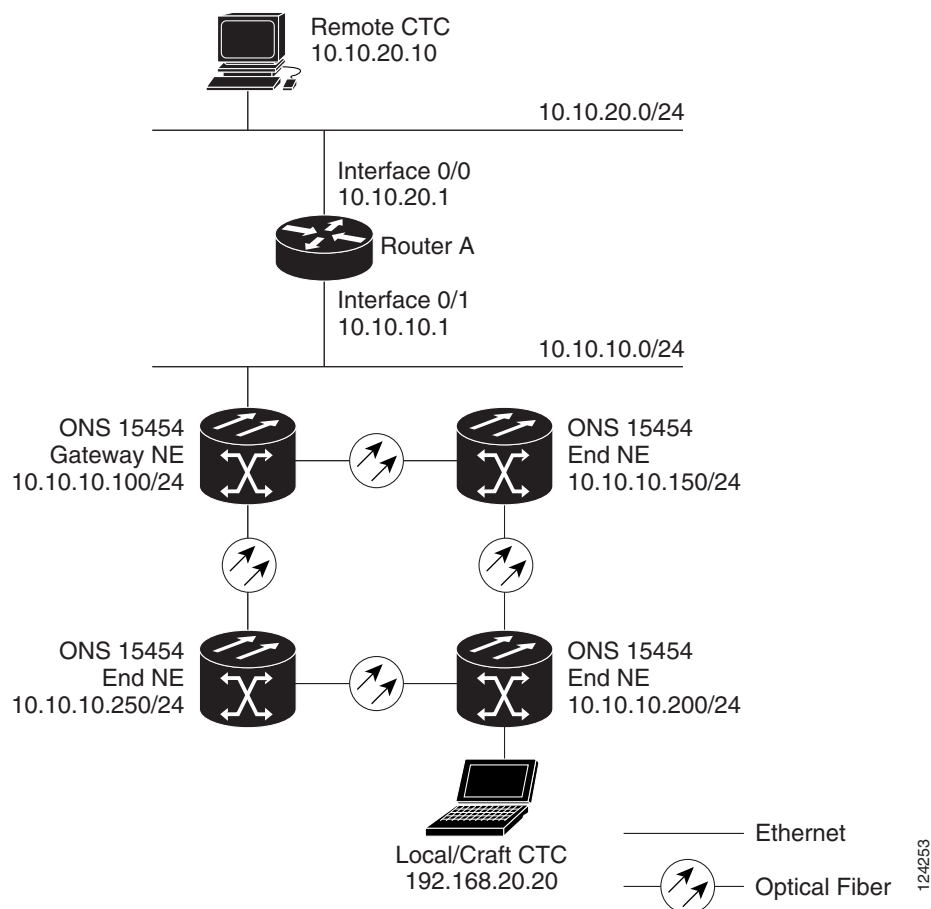 Remote CTC
10.10.20.10
10.10.20.0/24
Interface 0/0
10.10.20.1
Router A
Interface 0/1
10.10.10.1
10.10.10.0/24
ONS 15454
Gateway NE
10.10.10.100/24
ONS 15454
End NE
10.10.10.150/24
ONS 15454
End NE
10.10.10.250/24
ONS 15454
End NE
10.10.10.200/24
Local/Craft CTC
192.168.20.20
Ethernet
Optical Fiber
124253